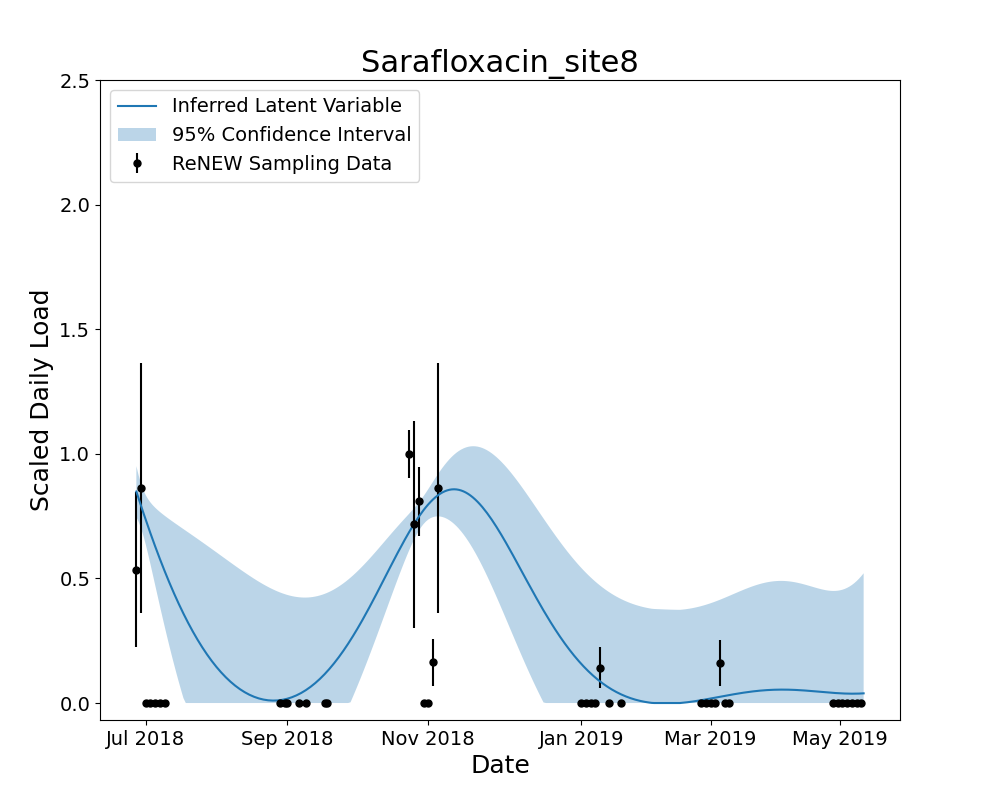 Sarafloxacin_site8
2.5
Inferred Latent Variable
95% Confidence Interval
ReNEW Sampling Data
2.0
1.5
1.0
0.5
0.0
Scaled Daily Load
Jul 2018 Sep 2018 Nov 2018 Jan 2019 Mar 2019 May 2019
Date